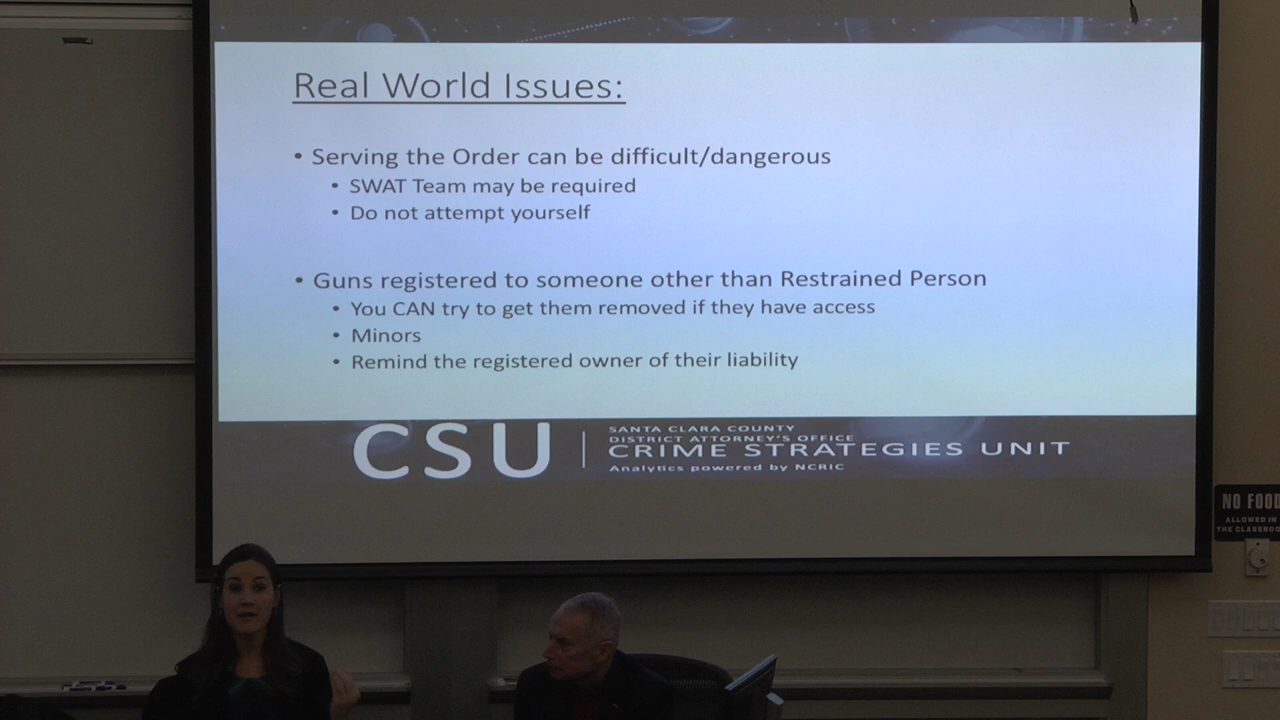 Real World Issues:
• Serving the Order can be difficult/dangerous
• SWAT Team may be required
• Do not attempt yourself
• Guns registered to someone other than Restrained Person
• You CAN try to get them removed if they have access
• Minors
• Remind the registered owner of their liability
CSU
SANTA CLARA COUNTY
DISTRICT ATTORNEY'S OFFICE
CRIME STRATEGIES UNIT
Analytics powered by NCRIC
NO FOOD
ALLOWED IN
THE CLASSROO